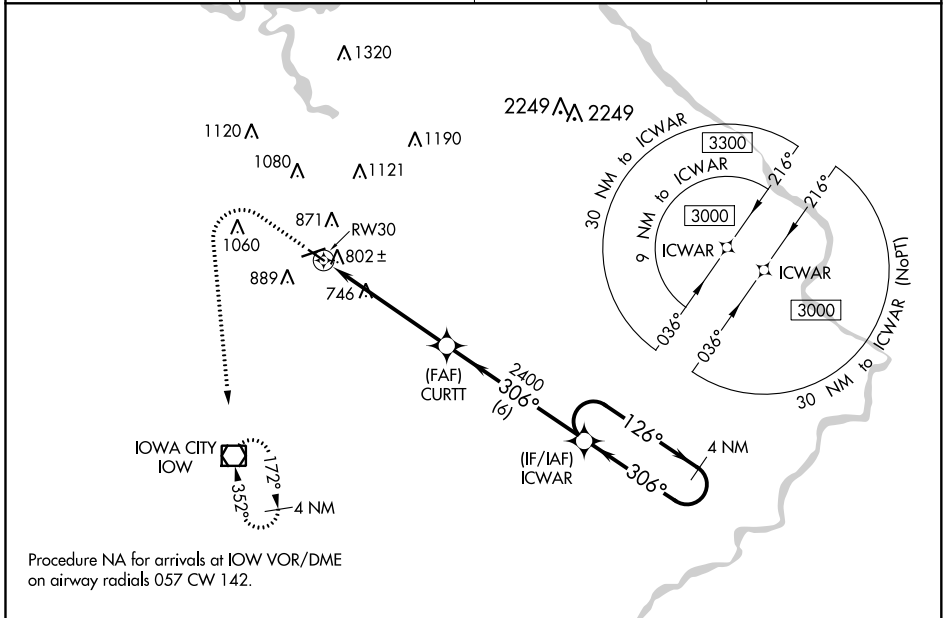 1320
2249 2249
1120
1190
1080
1121
871
RW30
1060
802 ±
889
746
30 NM to ICWAR
3300
216°
9 NM to ICWAR
3000
216°
ICWAR
ICWAR
3000
036°
036°
30 NM to ICWAR (NoPT)
(FAF)
CURTT
2400
306°
(6)
126°
4 NM
306°
(IF/IAF)
ICWAR
IOWA CITY
IOW
172°
352°
4 NM
Procedure NA for arrivals at IOW VOR/DME
on airway radials 057 CW 142.